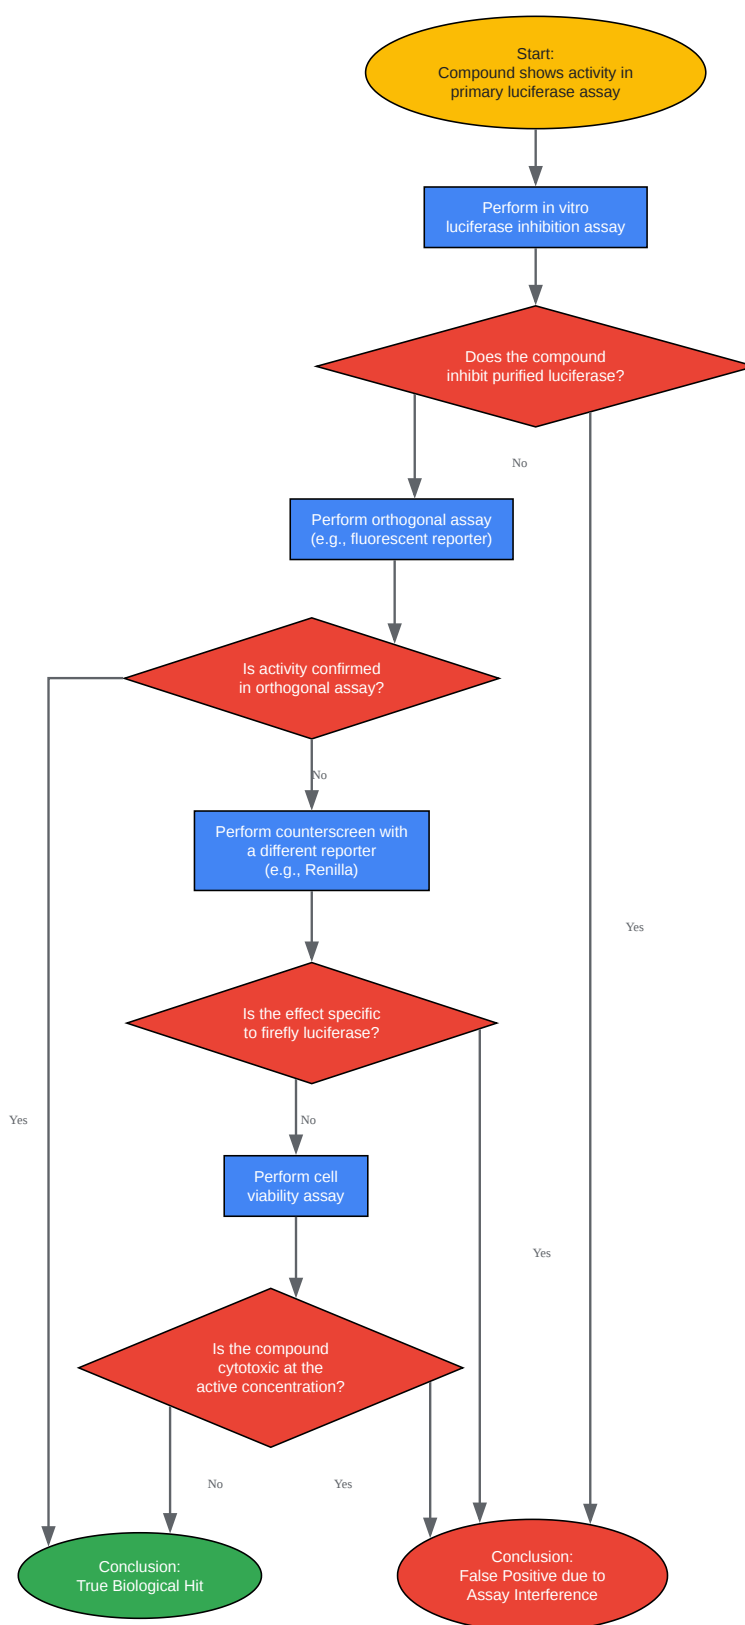 Start:
Compound shows activity in
primary luciferase assay
Perform in vitro
luciferase inhibition assay
Does the compound
inhibit purified luciferase?
No
Perform orthogonal assay
(e.g., fluorescent reporter)
Is activity confirmed
in orthogonal assay?
No
Perform counterscreen with
a different reporter
(e.g., Renilla)
Yes
Is the effect specific
to firefly luciferase?
Yes
No
Perform cell
viability assay
Yes
Is the compound
cytotoxic at the
active concentration?
No
Yes
Conclusion:
True Biological Hit
Conclusion:
False Positive due to
Assay Interference